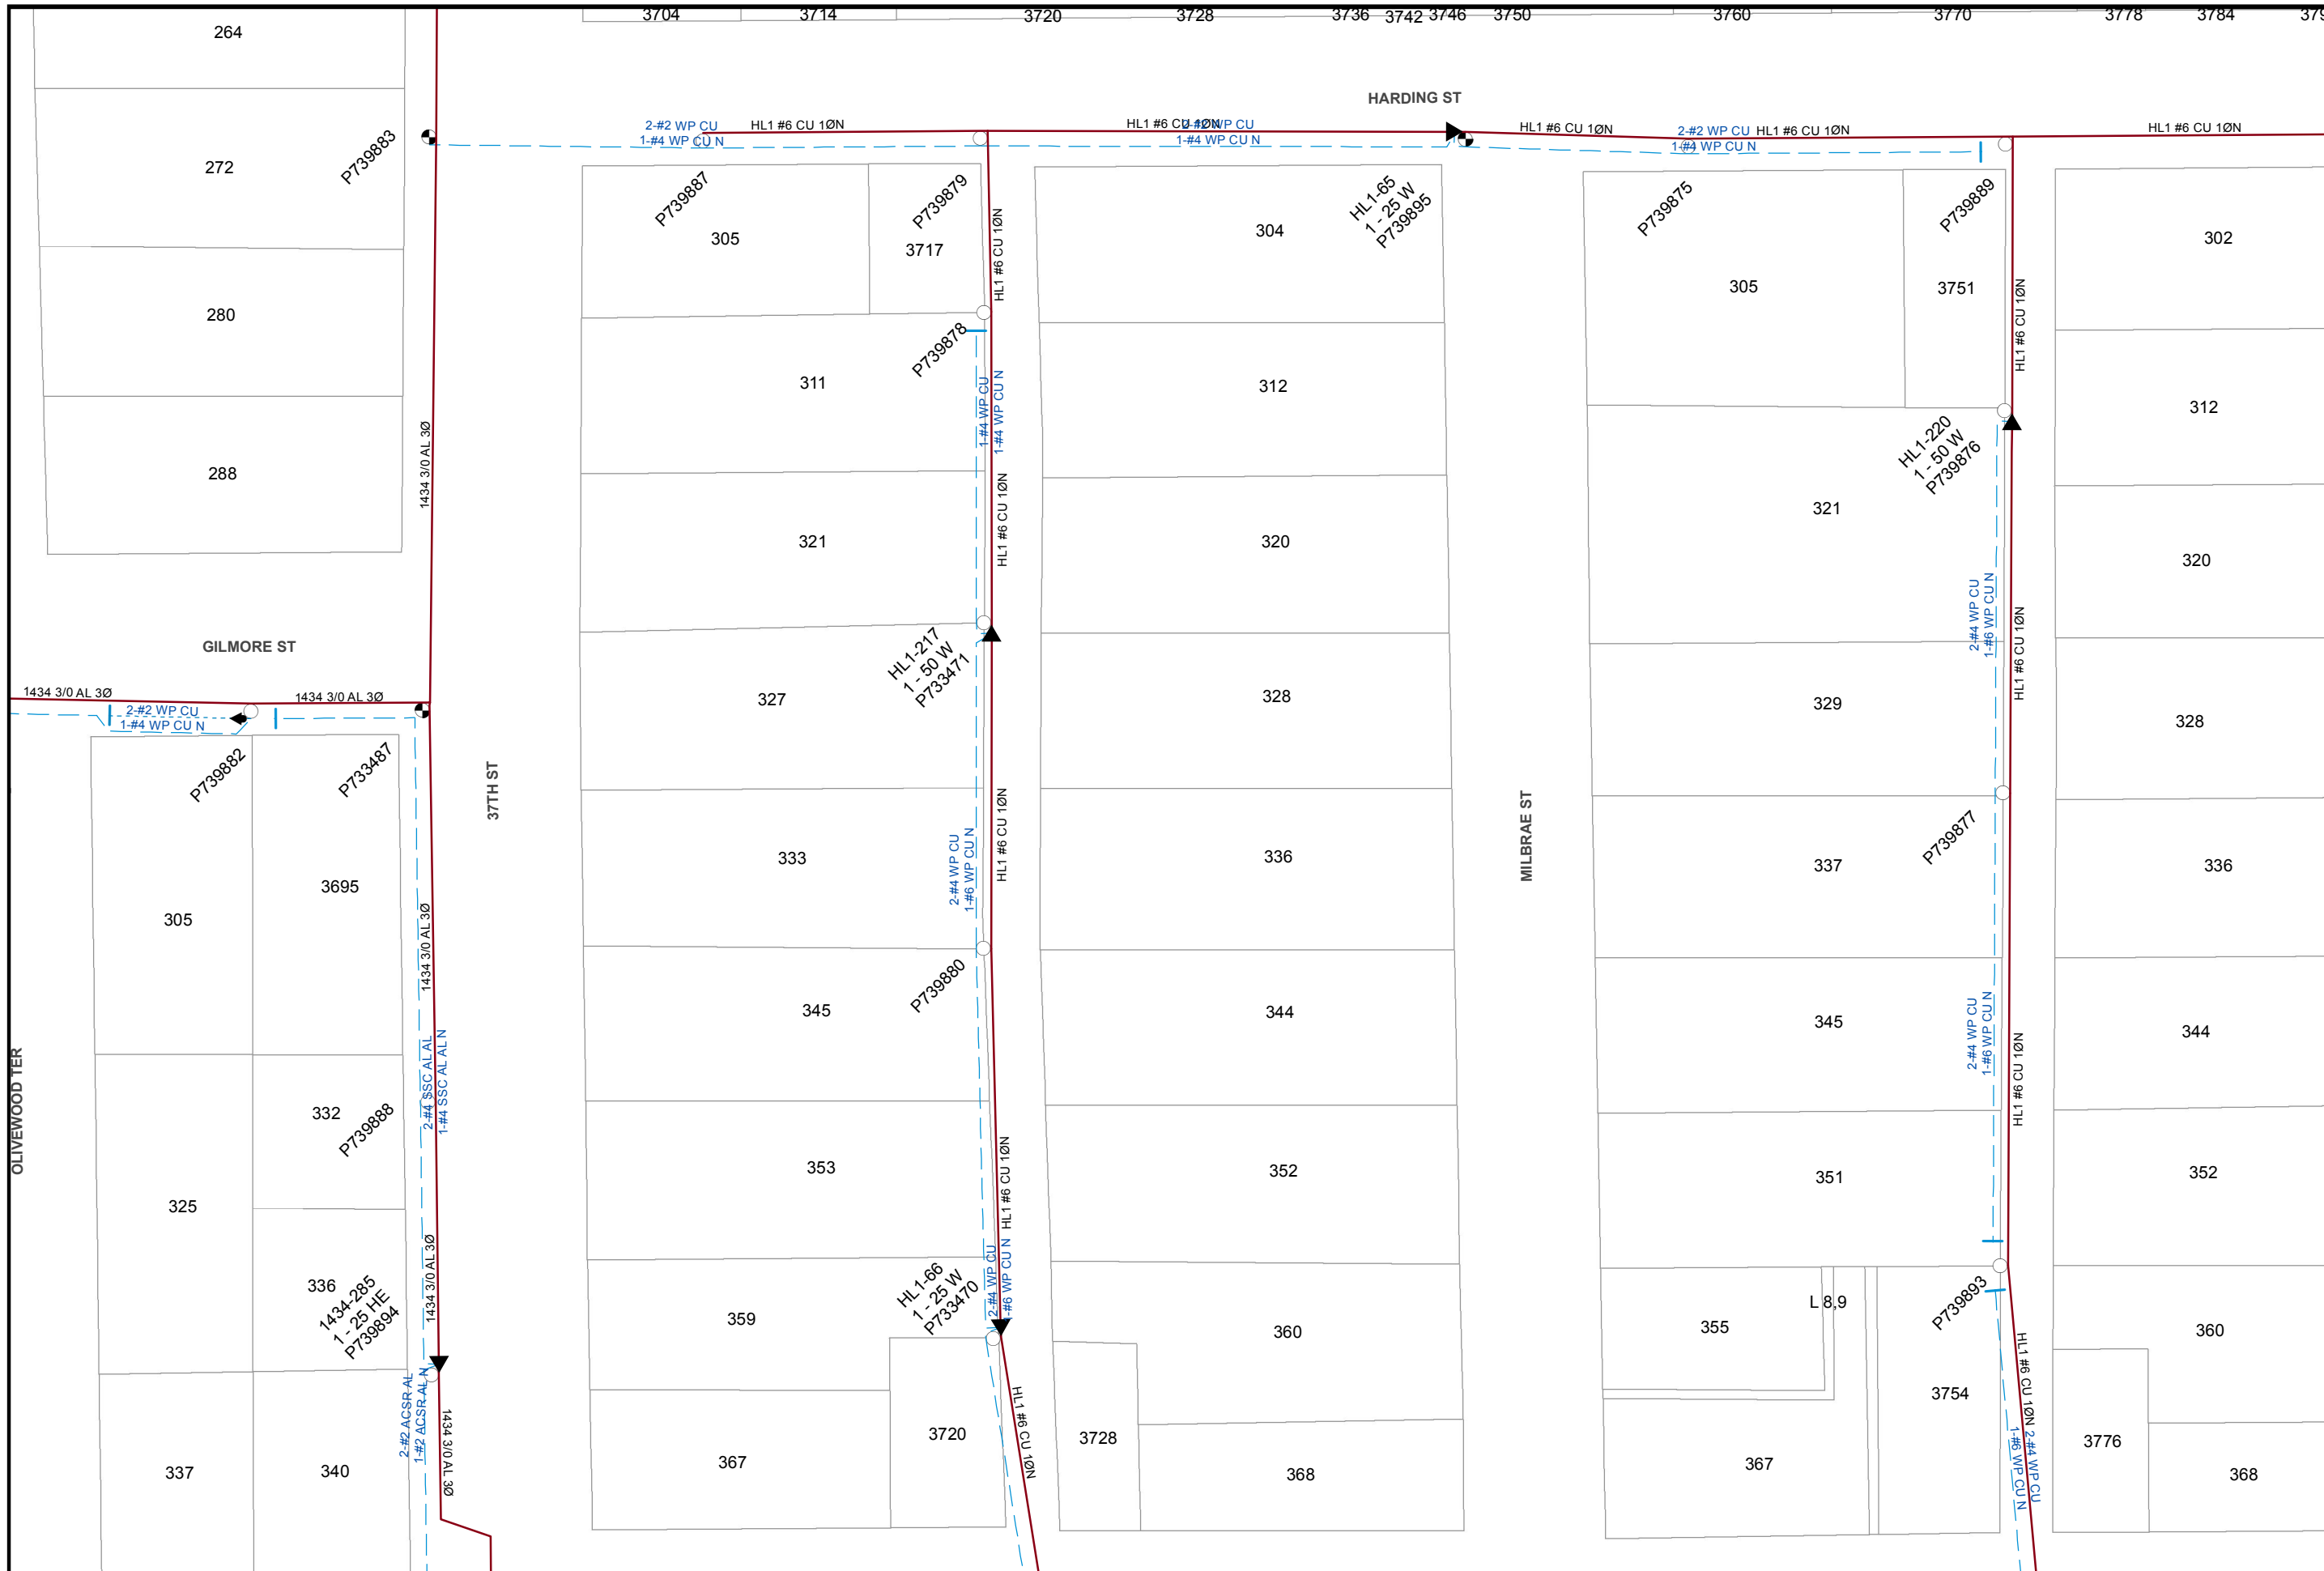 3704
3714
3720
3728
3736
3742
3746
3750
3760
3770
3778
3784
264
HARDING ST
2-#2 WP CU
1-#4 WP CU N
HL1 #6 CU 1ØN
HL1 #6 CU 1ØN
2-#2 WP CU
1-#4 WP CU N
HL1 #6 CU 1ØN
2-#2 WP CU
1-#4 WP CU N
HL1 #6 CU 1ØN
HL1 #6 CU 1ØN
P739883
272
280
288
1434 3/0 AL 3Ø
P739887
305
P739879
3717
HL1 #6 CU 1ØN
304
HL1-65
1 - 25 W
P739895
P739875
305
P739889
3751
HL1 #6 CU 1ØN
302
P739878
311
1-#4 WP CU
1-#4 WP CU N
312
HL1-220
1 - 50 W
P739876
312
321
HL1 #6 CU 1ØN
320
321
320
GILMORE ST
1434 3/0 AL 3Ø
1434 3/0 AL 3Ø
2-#2 WP CU
1-#4 WP CU N
HL1-217
1 - 50 W
P733471
327
328
2-#4 WP CU
1-#6 WP CU N
HL1 #6 CU 1ØN
329
328
P739882
P733487
37TH ST
305
3695
1434 3/0 AL 3Ø
333
2-#4 WP CU
1-#6 WP CU N
HL1 #6 CU 1ØN
336
MILBRAE ST
337
P739877
336
P739880
345
344
345
2-#4 WP CU
1-#6 WP CU N
HL1 #6 CU 1ØN
344
OLIVEWOOD TER
332
P739888
2-#4 SSC AL AL
1-#4 SSC AL AL N
325
353
HL1 #6 CU 1ØN
352
351
352
336
1434-285
1 - 25 HE
P739894
1434 3/0 AL 3Ø
359
HL1-66
1 - 25 W
P733470
2-#4 WP CU
1-#6 WP CU N
360
355
L 8,9
P739893
360
337
340
2-#2 ACSR AL
1-#2 ACSR AL N
1434 3/0 AL 3Ø
367
3720
HL1 #6 CU 1ØN
3728
368
367
3754
HL1 #6 CU 1ØN
2-#4 WP CU
1-#6 WP CU N
3776
368